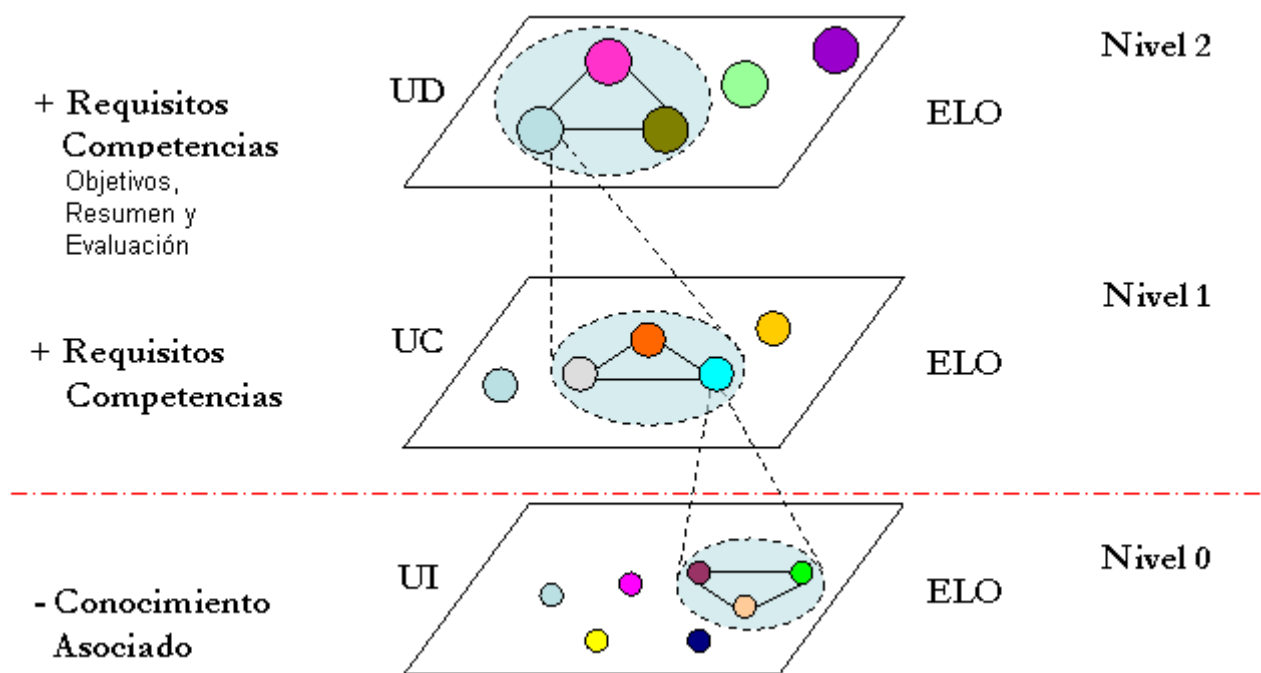 Nivel 2
UD
+ Requisitos
Competencias
ELO
Objetivos,
Resumen y
Evaluación
Nivel 1
UC
+ Requisitos
Competencias
ELO
Nivel 0
UI
ELO
- Conocimiento
Asociado